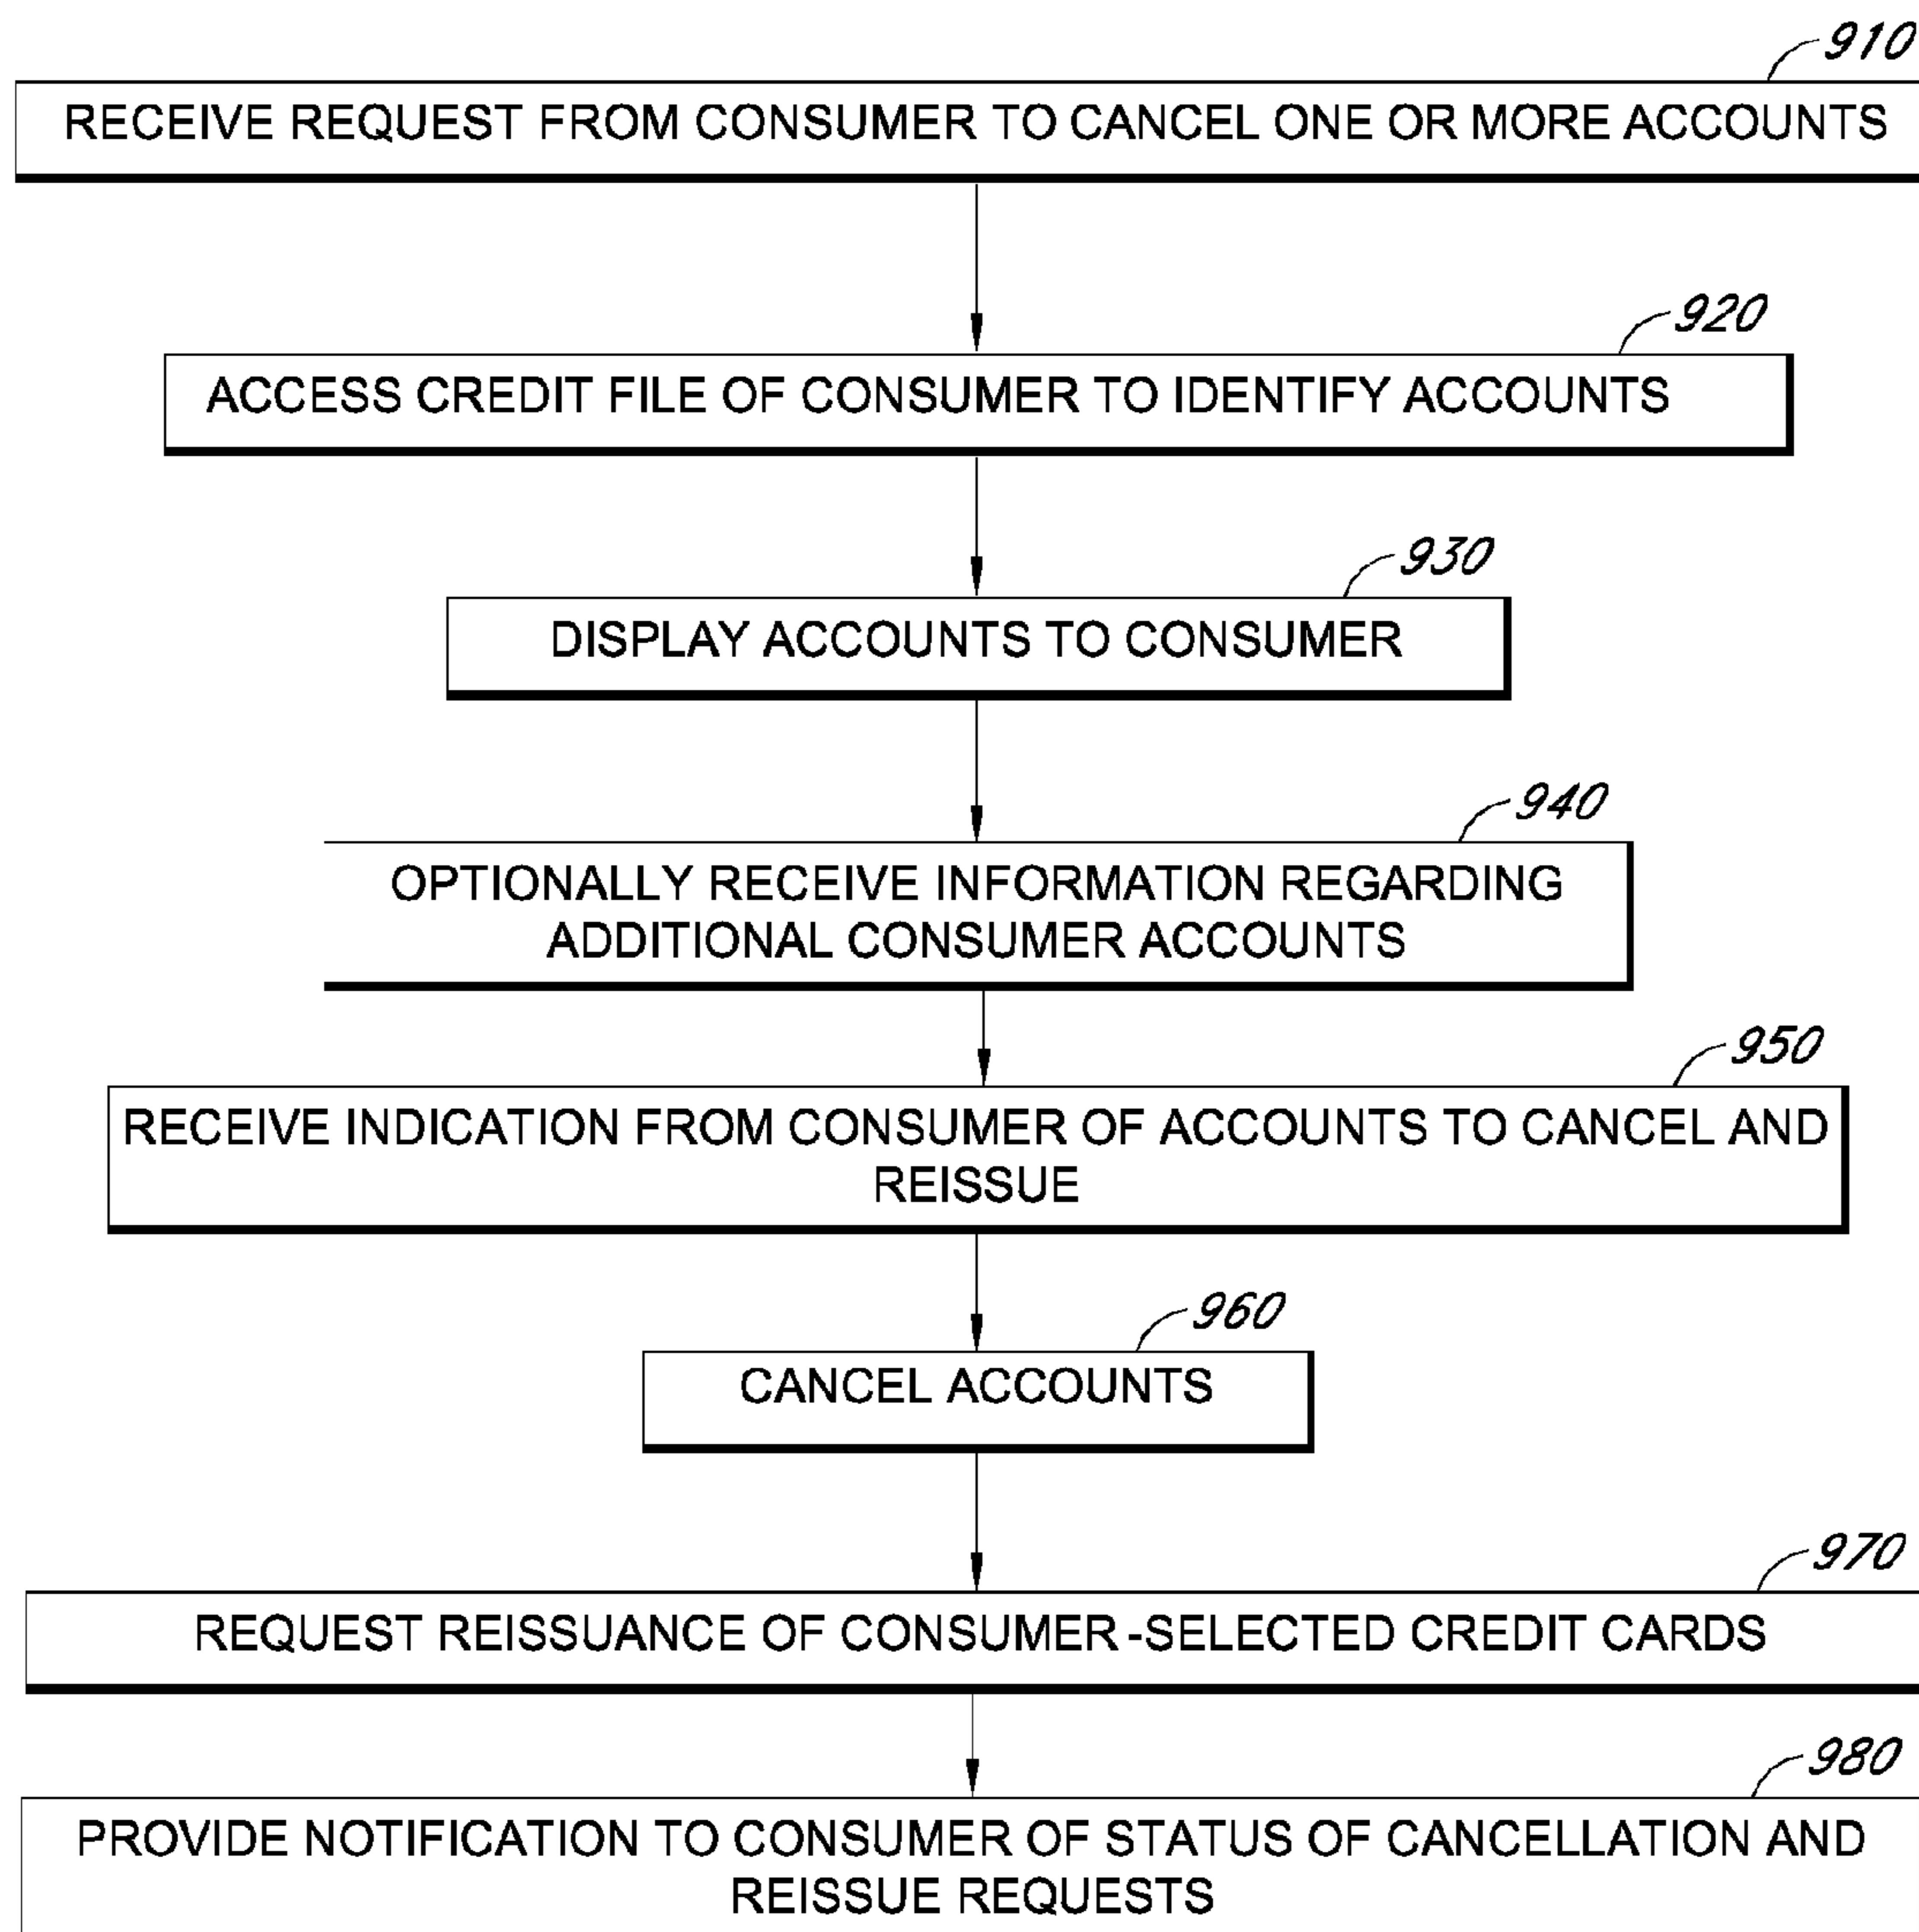 910
RECEIVE REQUEST FROM CONSUMER TO CANCEL ONE OR MORE ACCOUNTS
920
ACCESS CREDIT FILE OF CONSUMER TO IDENTIFY ACCOUNTS
930
DISPLAY ACCOUNTS TO CONSUMER
940
OPTIONALLY RECEIVE INFORMATION REGARDING
ADDITIONAL CONSUMER ACCOUNTS
950
RECEIVE INDICATION FROM CONSUMER OF ACCOUNTS TO CANCEL AND
REISSUE
960
CANCEL ACCOUNTS
970
REQUEST REISSUANCE OF CONSUMER-SELECTED CREDIT CARDS
980
PROVIDE NOTIFICATION TO CONSUMER OF STATUS OF CANCELLATION AND
REISSUE REQUESTS